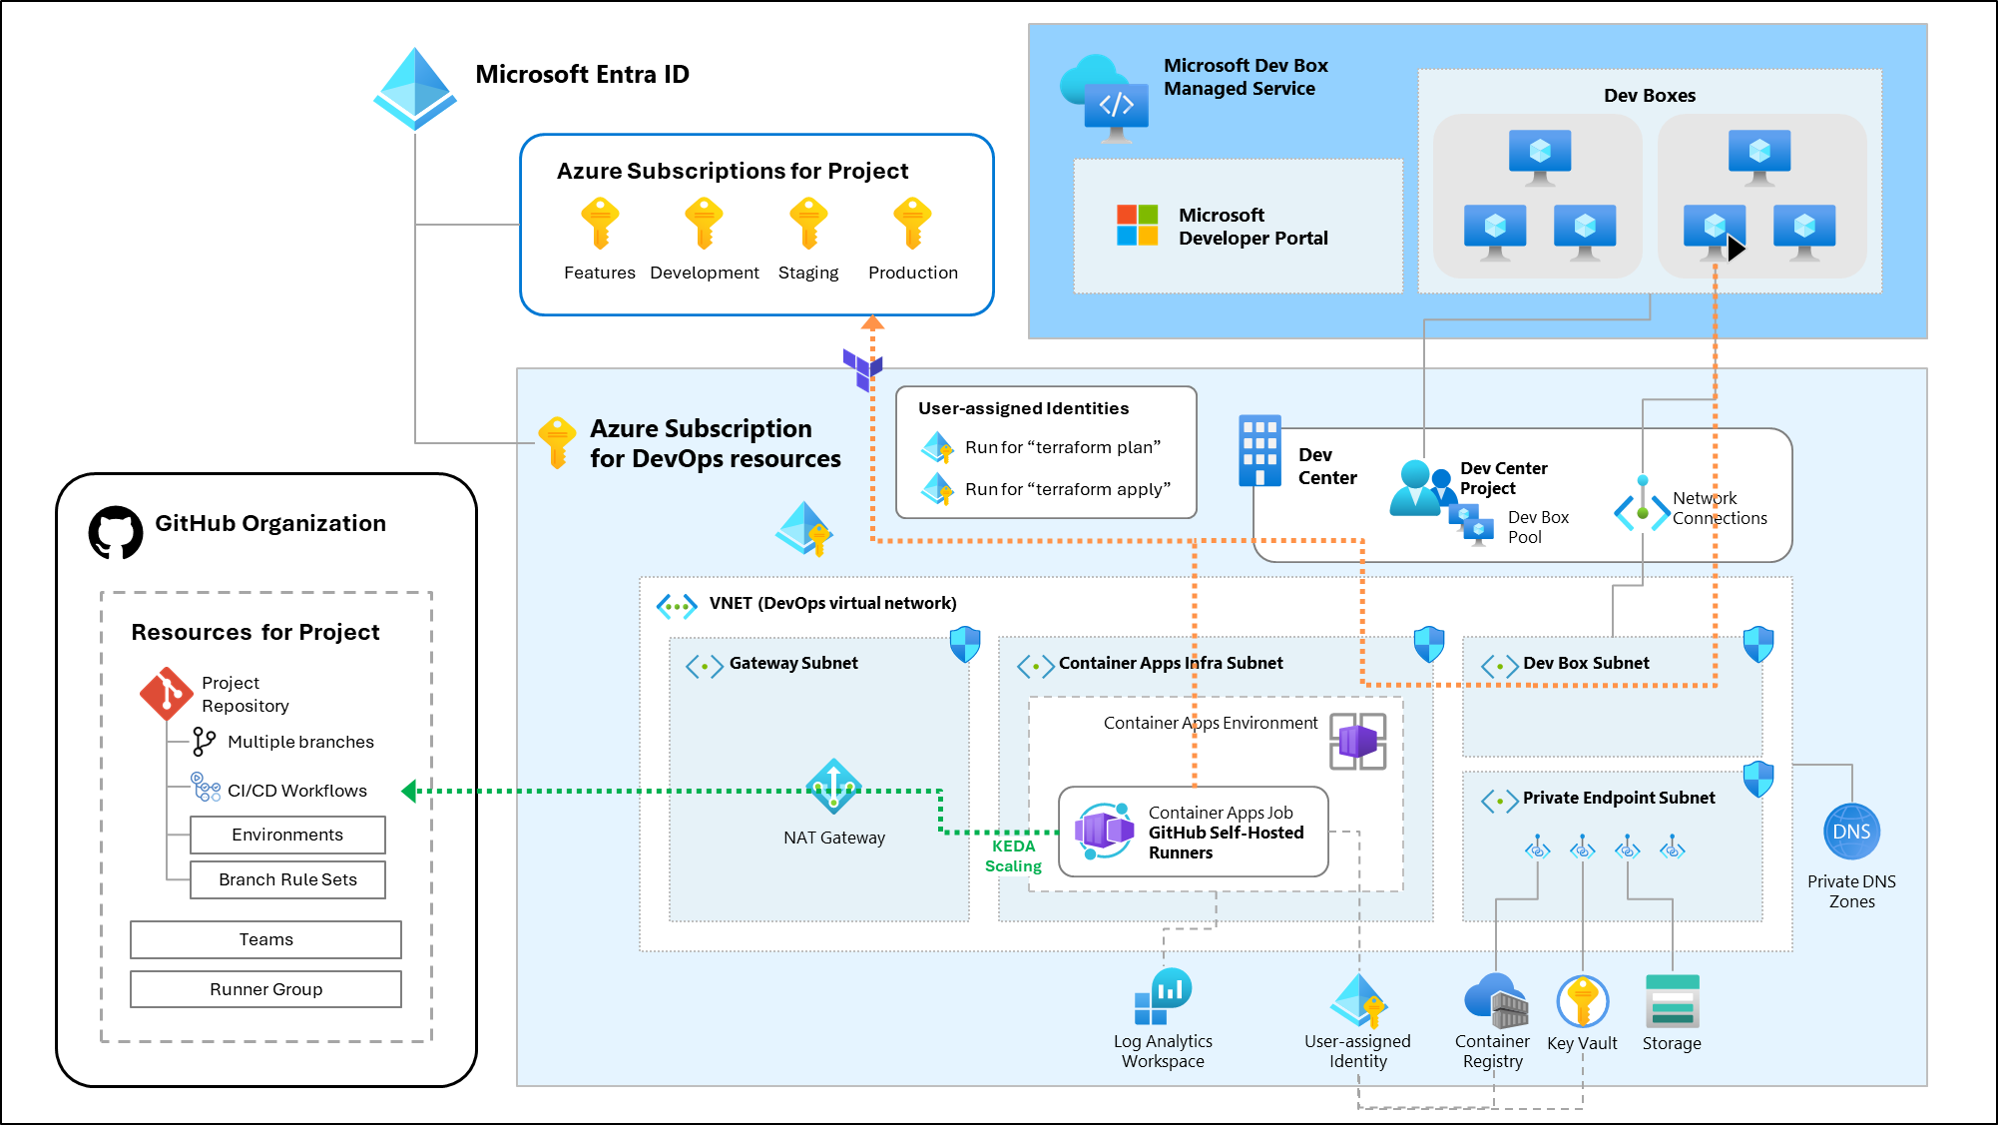 Microsoft Entra ID
Azure Subscriptions for Project
Features
Development
Staging
Production
Microsoft Dev Box
Managed Service
Microsoft
Developer Portal
Dev Boxes
Azure Subscription
for DevOps resources
User-assigned Identities
Run for “terraform plan”
Run for “terraform apply”
Dev
Center
Dev Center
Project
Dev Box
Pool
Network
Connections
GitHub Organization
Resources for Project
Project
Repository
Multiple branches
CI/CD Workflows
Environments
Branch Rule Sets
Teams
Runner Group
VNET (DevOps virtual network)
Gateway Subnet
NAT Gateway
Container Apps Infra Subnet
Container Apps Environment
Container Apps Job
GitHub Self-Hosted
Runners
KEDA
Scaling
Dev Box Subnet
Private Endpoint Subnet
DNS
Private DNS
Zones
Log Analytics
Workspace
User-assigned
Identity
Container
Registry
Key Vault
Storage